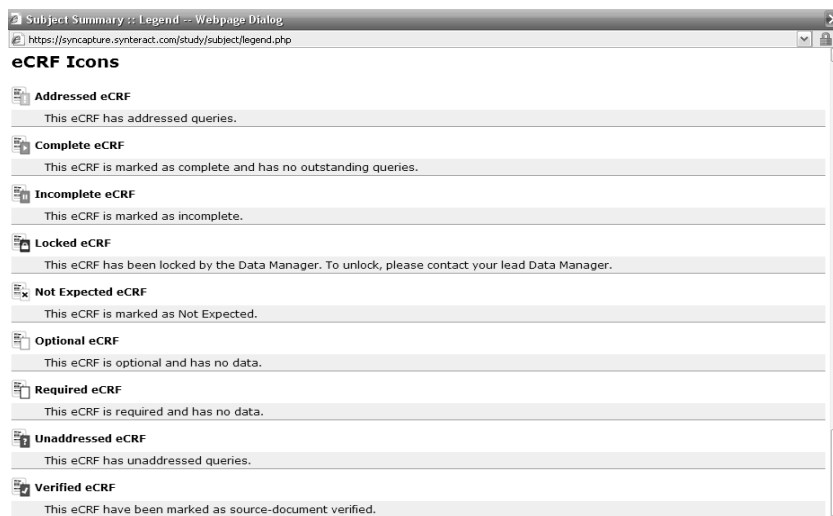 Subject Summary :: Legend -- Webpage Dialog
https://syncapture.synteract.com/study/subject/legend.php
eCRF Icons
Addressed eCRF
This eCRF has addressed queries.
Complete eCRF
This eCRF is marked as complete and has no outstanding queries.
Incomplete eCRF
This eCRF is marked as incomplete.
Locked eCRF
This eCRF has been locked by the Data Manager. To unlock, please contact your lead Data Manager.
Not Expected eCRF
This eCRF is marked as Not Expected.
Optional eCRF
This eCRF is optional and has no data.
Required eCRF
This eCRF is required and has no data.
Unaddressed eCRF
This eCRF has unaddressed queries.
Verified eCRF
This eCRF have been marked as source-document verified.